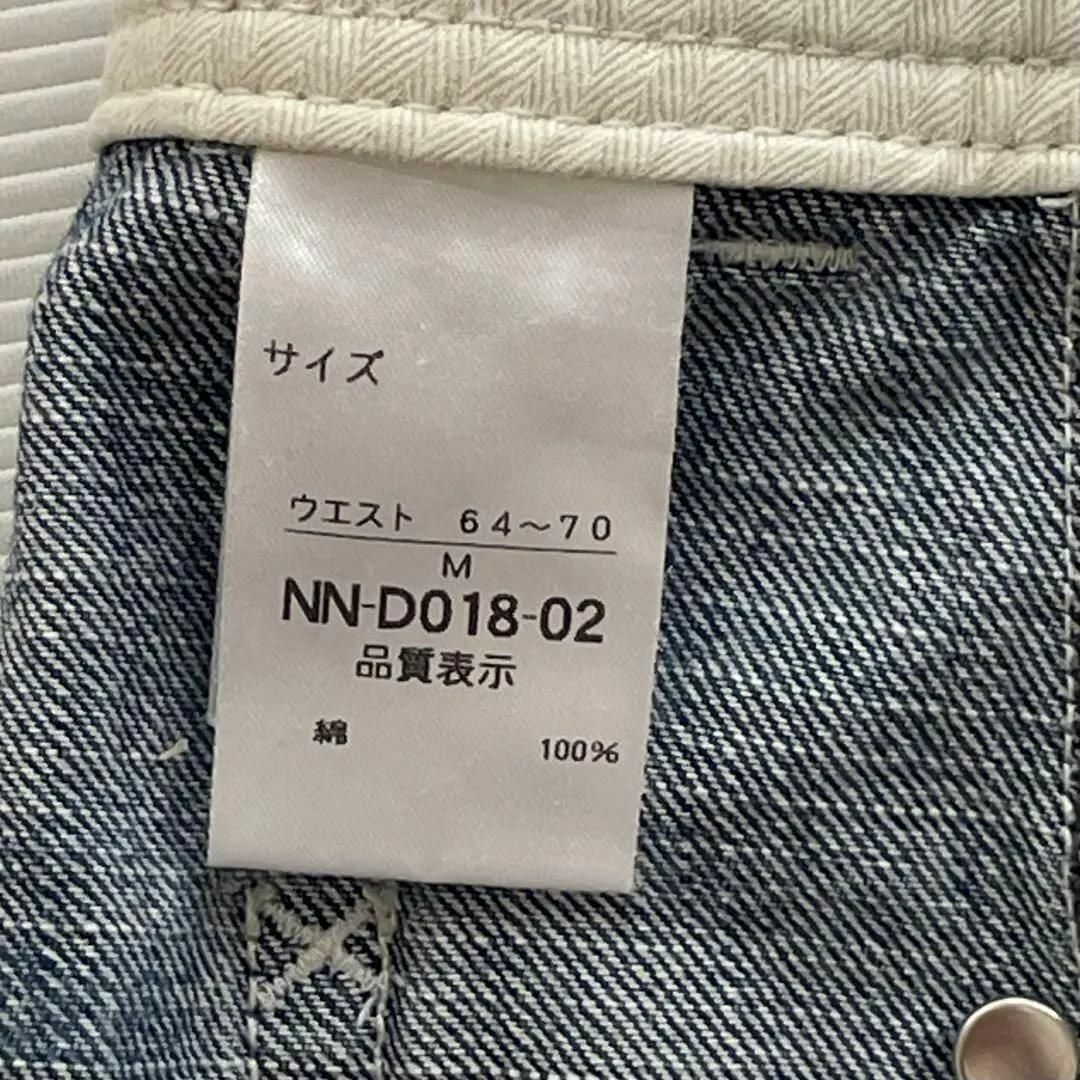 サイズ
ウエスト　６４～７０
M
NN-D018-02
品質表示
綿　100%